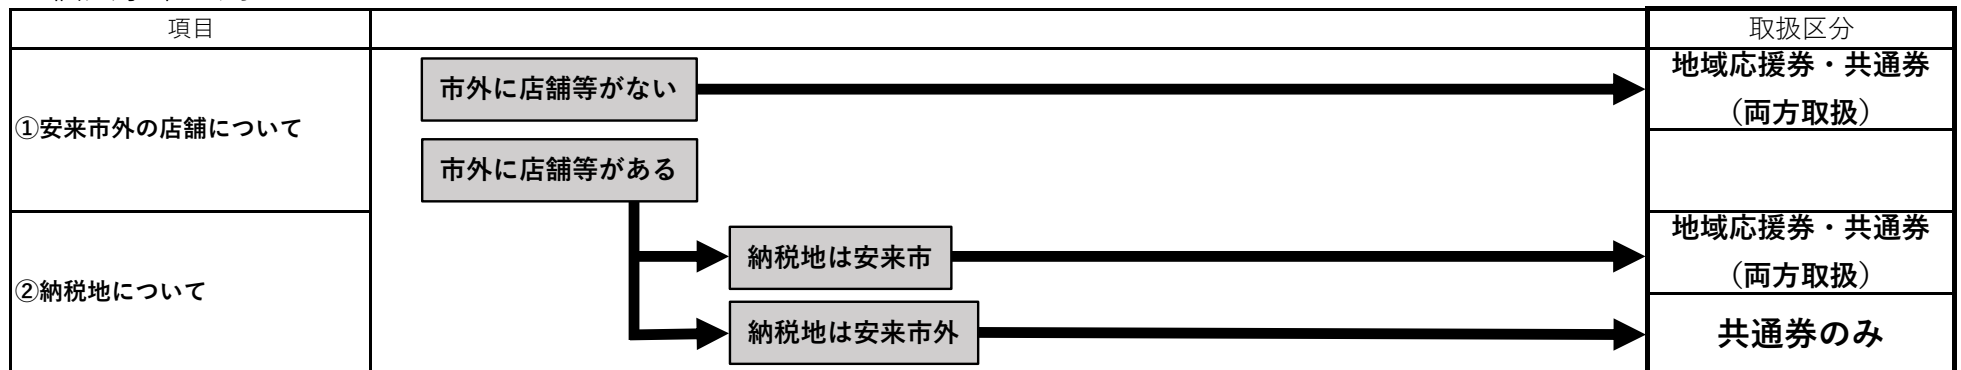 項目
取扱区分
①安来市外の店舗について
市外に店舗等がない
地域応援券・共通券
（両方取扱）
市外に店舗等がある
②納税地について
納税地は安来市
地域応援券・共通券
（両方取扱）
納税地は安来市外
共通券のみ